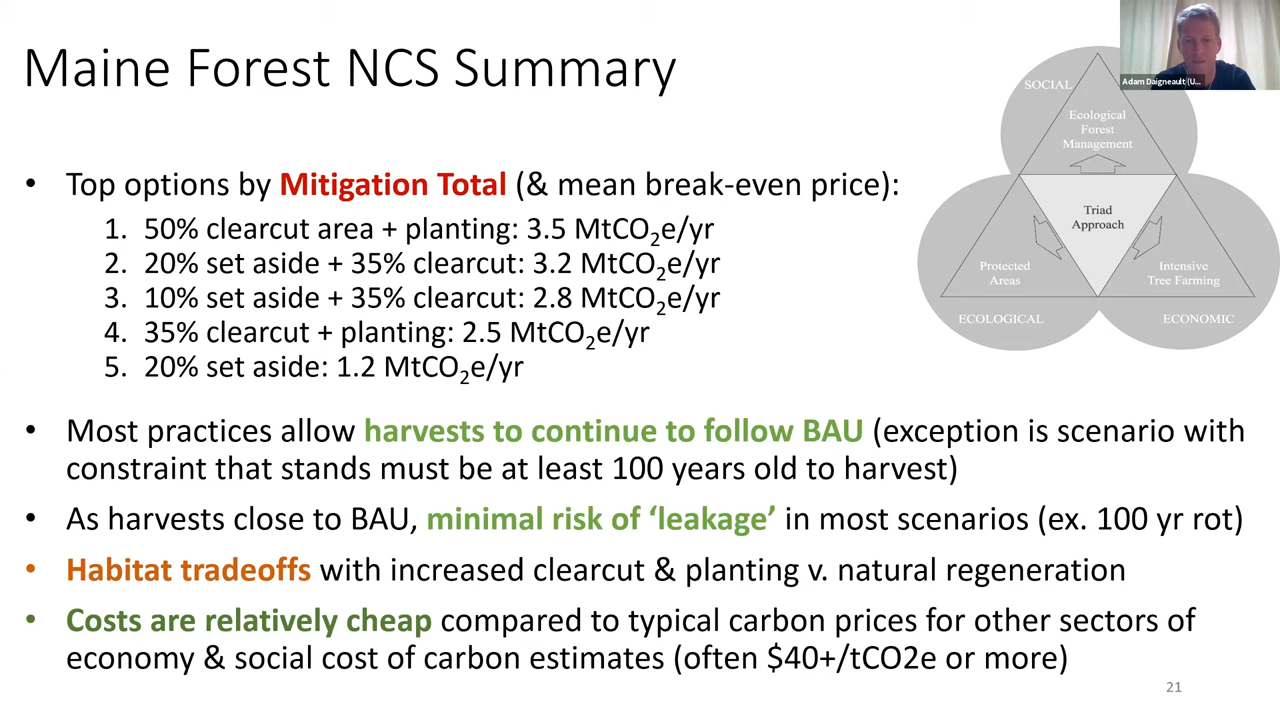 Maine Forest NCS Summary
Adam Daigneault (U...
• Top options by Mitigation Total (& mean break-even price):
1. 50% clearcut area + planting: 3.5 MtCO₂e/yr
2. 20% set aside + 35% clearcut: 3.2 MtCO₂e/yr
3. 10% set aside + 35% clearcut: 2.8 MtCO₂e/yr
4. 35% clearcut + planting: 2.5 MtCO₂e/yr
5. 20% set aside: 1.2 MtCO₂e/yr
SOCIAL
Ecological
Forest
Management
Triad
Approach
Protected
Areas
Intensive
Tree Farming
ECOLOGICAL
ECONOMIC
• Most practices allow harvests to continue to follow BAU (exception is scenario with
constraint that stands must be at least 100 years old to harvest)
• As harvests close to BAU, minimal risk of ‘leakage’ in most scenarios (ex. 100 yr rot)
• Habitat tradeoffs with increased clearcut & planting v. natural regeneration
• Costs are relatively cheap compared to typical carbon prices for other sectors of
economy & social cost of carbon estimates (often $40+/tCO2e or more)
21